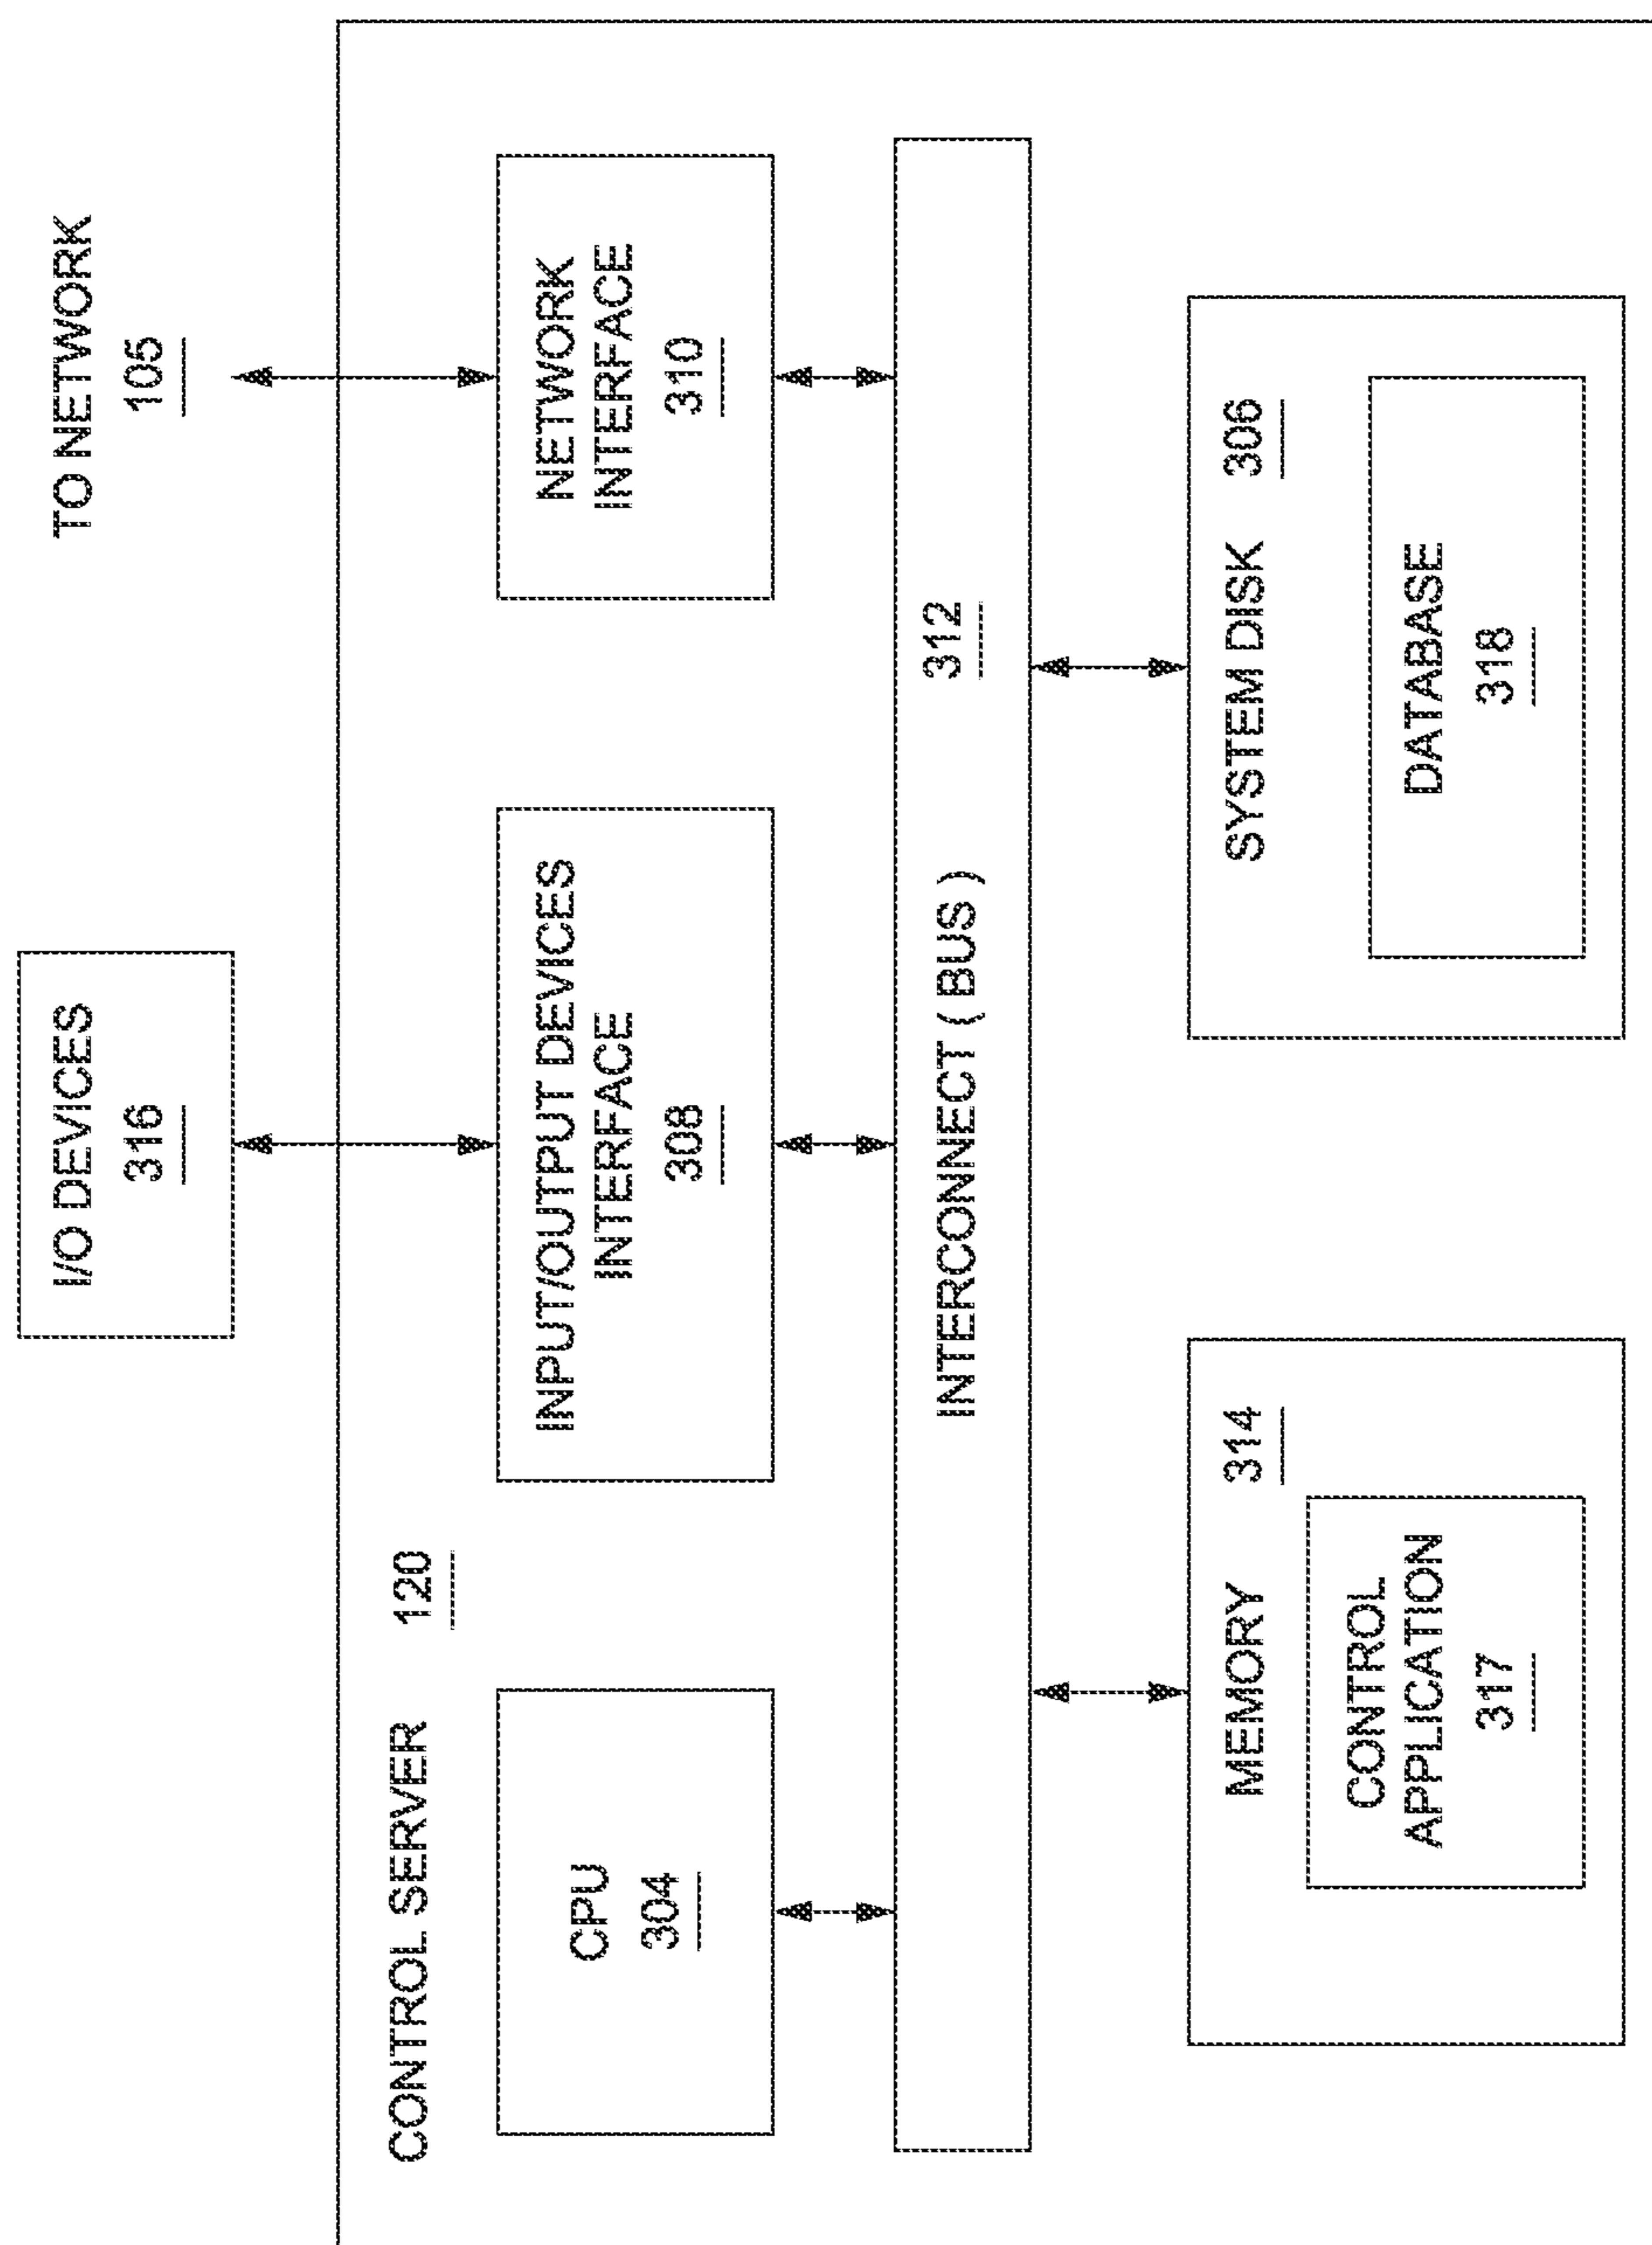 I/O DEVICES
316
TO NETWORK
105
CONTROL SERVER 120
CPU
304
INPUT/OUTPUT DEVICES
INTERFACE
308
NETWORK
INTERFACE
310
INTERCONNECT ( BUS ) 312
MEMORY 314
CONTROL
APPLICATION
317
SYSTEM DISK 306
DATABASE
318